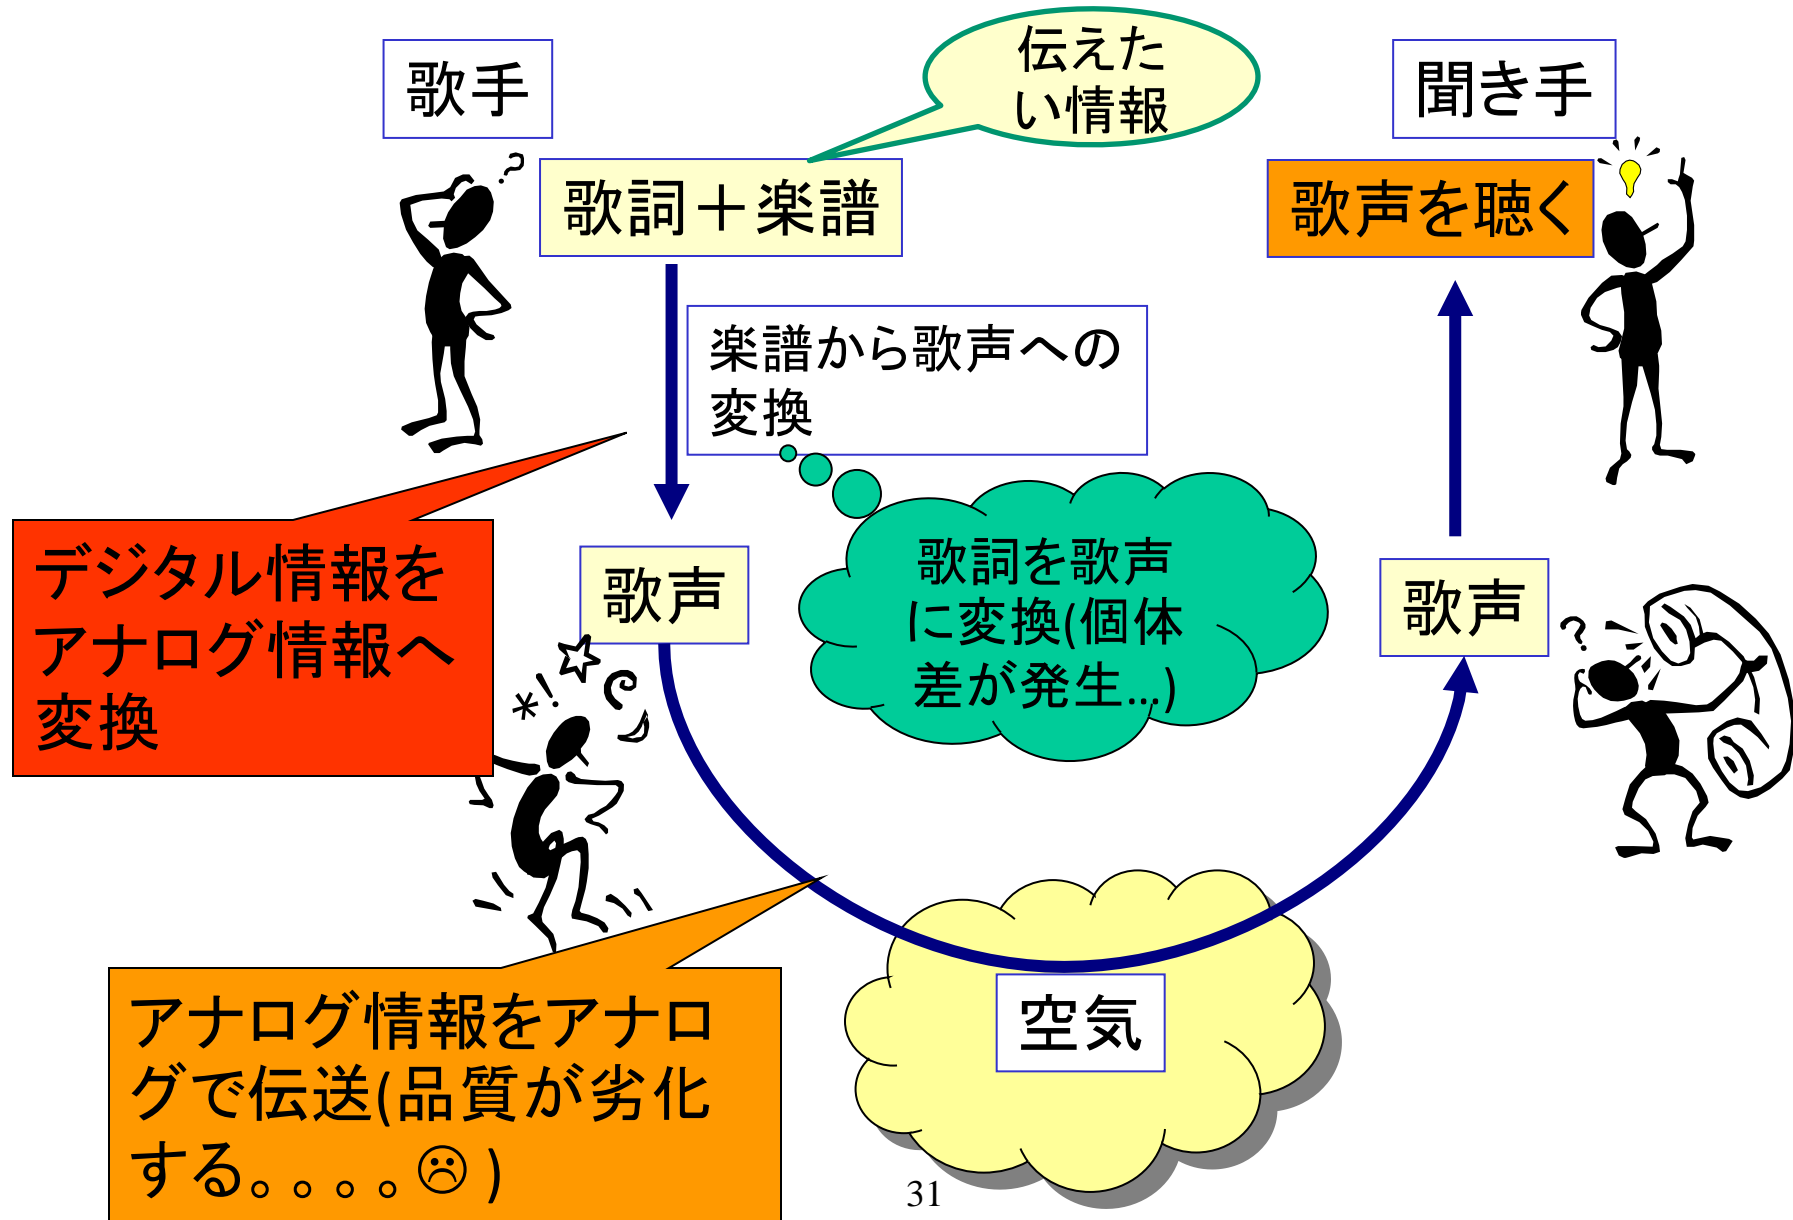 歌手
伝えた
い情報
聞き手
歌詞＋楽譜
歌声を聴く
楽譜から歌声への
変換
デジタル情報を
アナログ情報へ
変換
歌声
歌詞を歌声
に変換(個体
差が発生…)
歌声
*!
?
?
空気
アナログ情報をアナロ
グで伝送(品質が劣化
する。。。。☹)
31